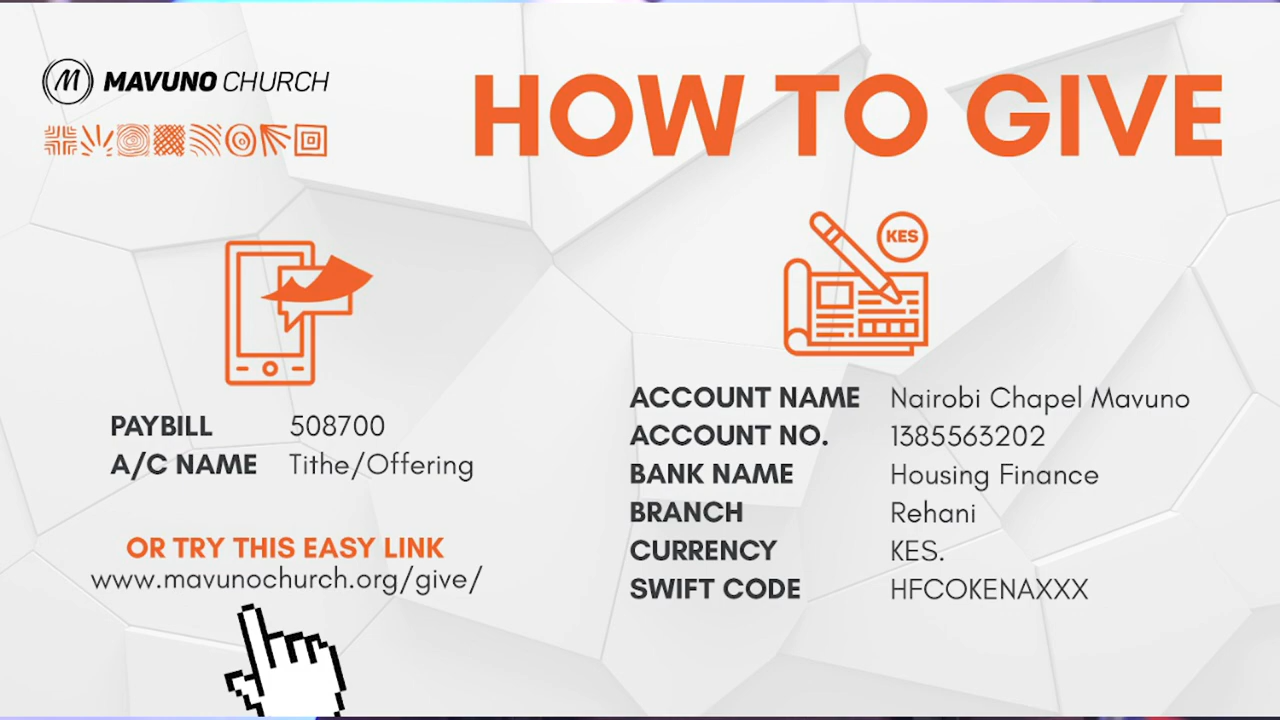 MAVUNO CHURCH
HOW TO GIVE
KES
PAYBILL 508700
A/C NAME Tithe/Offering
OR TRY THIS EASY LINK
www.mavunochurch.org/give/
ACCOUNT NAME Nairobi Chapel Mavuno
ACCOUNT NO. 1385563202
BANK NAME Housing Finance
BRANCH Rehani
CURRENCY KES.
SWIFT CODE HFCOKENAXXX